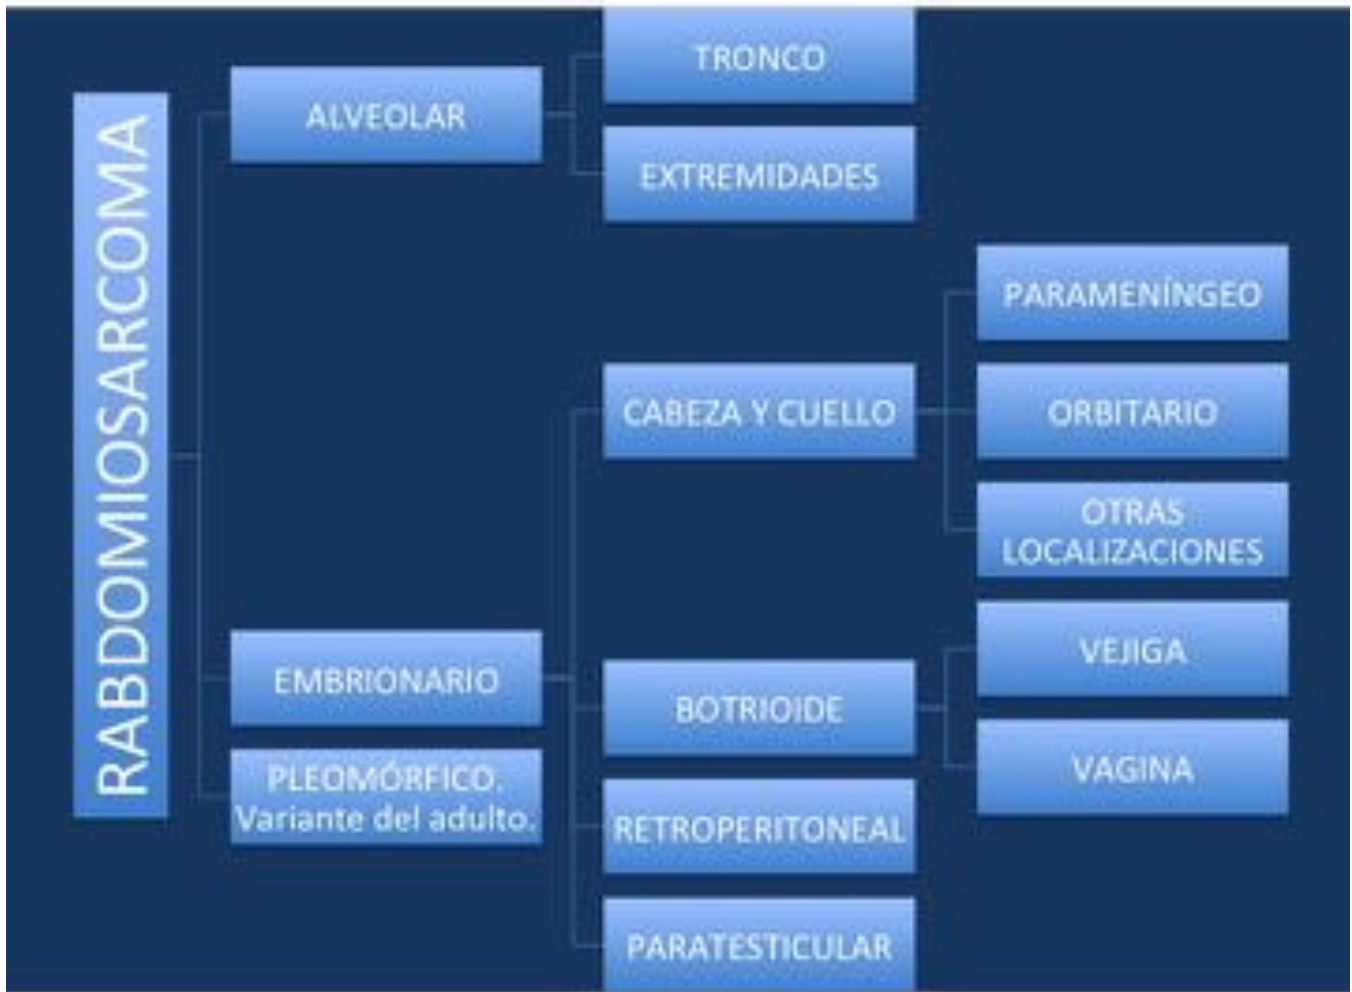 RABDOMIOSARCOMA
ALVEOLAR
TRONCO
EXTREMIDADES
EMBRIONARIO
CABEZA Y CUELLO
PARAMENÍNGEO
ORBITARIO
OTRAS
LOCALIZACIONES
BOTRIOIDE
VEJIGA
VAGINA
RETROPERITONEAL
PARATESTICULAR
PLEOMÓRFICO.
Variante del adulto.